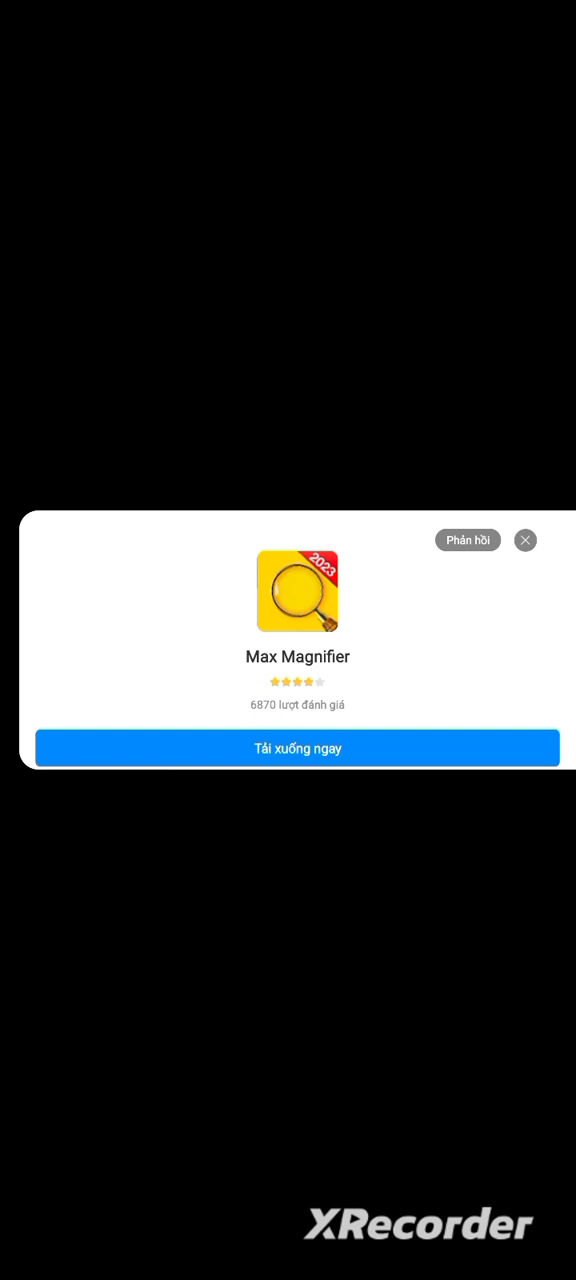 Phản hồi
2023
Max Magnifier
6870 lượt đánh giá
Tải xuống ngay
XRecorder